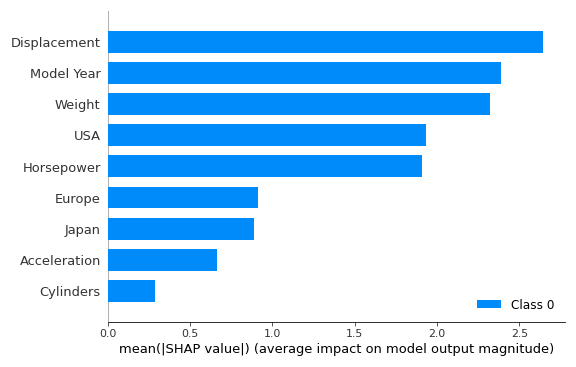 Displacement
Model Year
Weight
USA
Horsepower
Europe
Japan
Acceleration
Cylinders
Class 0
0.0 0.5 1.0 1.5 2.0 2.5
mean(|SHAP value|) (average impact on model output magnitude)